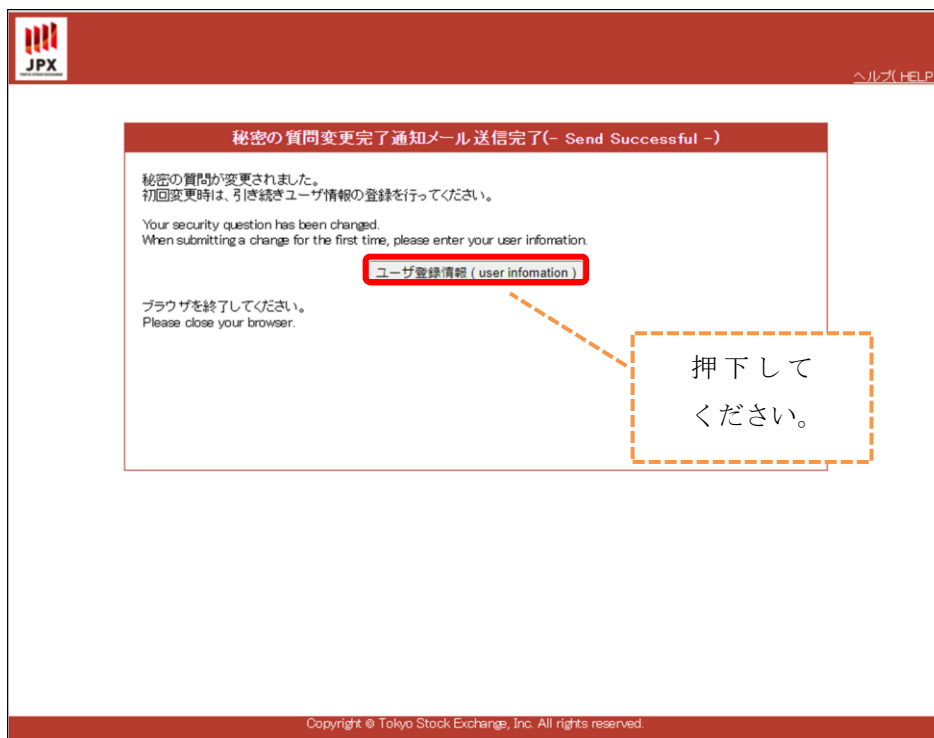 JPX
TOKYO STOCK EXCHANGE
ヘルプ( HELP
秘密の質問変更完了通知メール送信完了(- Send Successful -)
秘密の質問が変更されました。
初回変更時は、引き続きユーザ情報の登録を行ってください。
Your security question has been changed.
When submitting a change for the first time, please enter your user infomation.
ユーザ登録情報 ( user infomation )
ブラウザを終了してください。
Please close your browser.
押下して
ください。
Copyright © Tokyo Stock Exchange, Inc. All rights reserved.